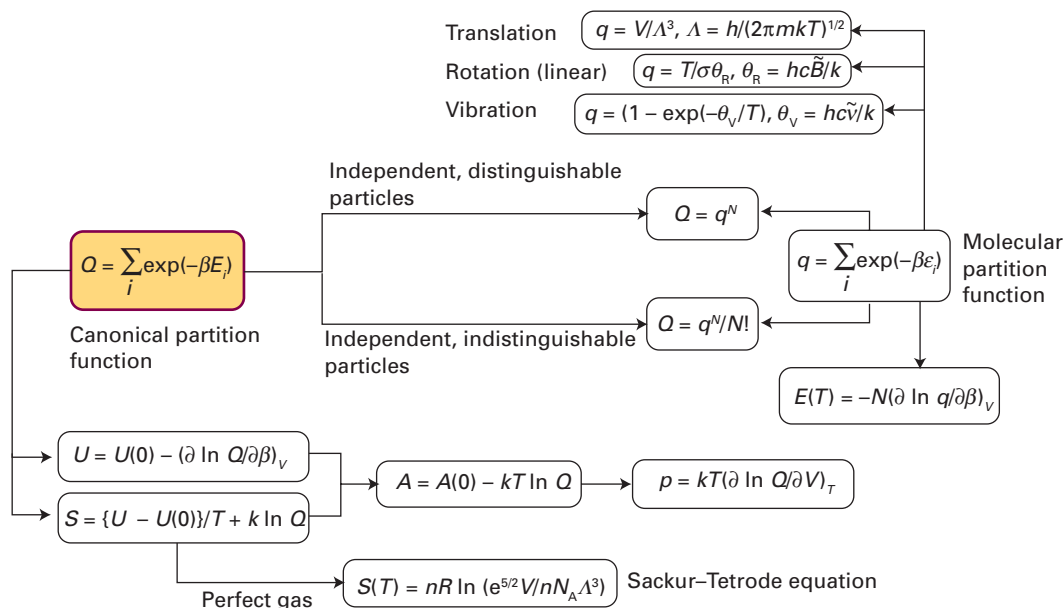 Translation
q = V/Λ³, Λ = h/(2πmkT)^{1/2}
Rotation (linear)
q = T/σθ_R, θ_R = hcB̃/k
Vibration
q = (1 – exp(–θ_V/T), θ_V = hcṽ/k
Independent, distinguishable
particles
Q = q^N
Q = ∑_i exp(–βE_i)
Canonical partition
function
q = ∑_i exp(–βε_i)
Molecular
partition
function
Q = q^N/N!
Independent, indistinguishable
particles
E(T) = –N(∂ ln q/∂β)_V
U = U(0) – (∂ ln Q/∂β)_V
A = A(0) – kT ln Q
p = kT(∂ ln Q/∂V)_T
S = {U – U(0)}/T + k ln Q
Perfect gas
S(T) = nR ln (e^{5/2}V/nN_AΛ³)
Sackur–Tetrode equation